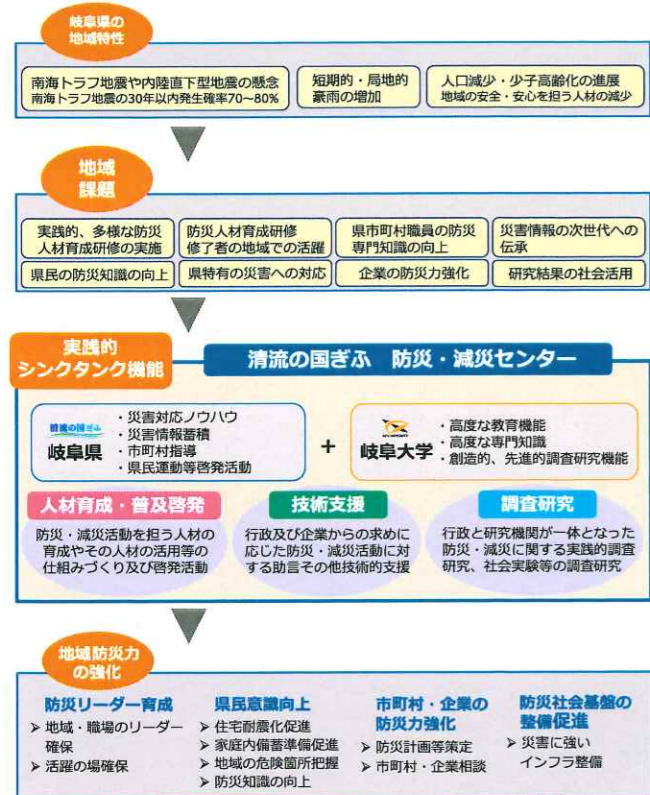 岐阜県の
地域特性
南海トラフ地震や内陸直下型地震の懸念
南海トラフ地震の30年以内発生確率70～80%
短期的・局地的
豪雨の増加
人口減少・少子高齢化の進展
地域の安全・安心を担う人材の減少
地域
課題
実践的、多様な防災
人材育成研修の実施
防災人材育成研修
修了者の地域での活躍
県市町村職員の防災
専門知識の向上
災害情報の次世代への
伝承
県民の防災知識の向上
県特有の災害への対応
企業の防災力強化
研究結果の社会活用
実践的
シンクタンク機能
清流の国ぎふ 防災・減災センター
清流の国ぎふ
岐阜県
・災害対応ノウハウ
・災害情報蓄積
・市町村指導
・県民運動等啓発活動
+
岐阜大学
・高度な教育機能
・高度な専門知識
・創造的、先進的調査研究機能
人材育成・普及啓発
防災・減災活動を担う人材の
育成やその人材の活用等の
仕組みづくり及び啓発活動
技術支援
行政及び企業からの求めに
応じた防災・減災活動に対
する助言その他技術的支援
調査研究
行政と研究機関が一体となった
防災・減災に関する実践的調査
研究、社会実験等の調査研究
地域防災力
の強化
防災リーダー育成
➢ 地域・職場のリーダー
確保
➢ 活躍の場確保
県民意識向上
➢ 住宅耐震化促進
➢ 家庭内備蓄準備促進
➢ 地域の危険箇所把握
➢ 防災知識の向上
市町村・企業の
防災力強化
➢ 防災計画等策定
➢ 市町村・企業相談
防災社会基盤の
整備促進
➢ 災害に強い
インフラ整備